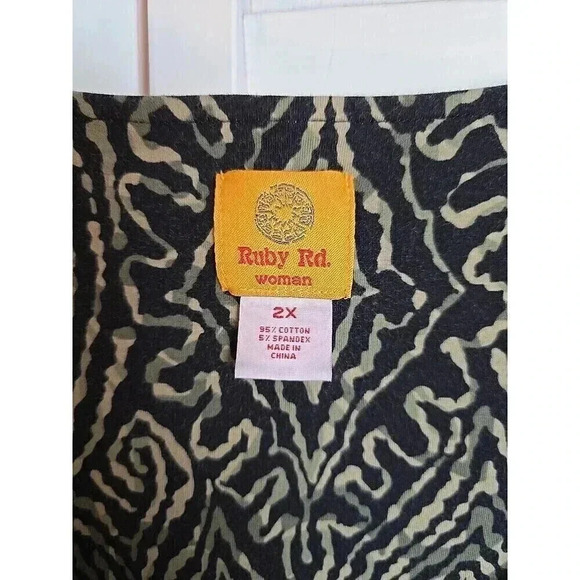 Ruby Rd.
woman
2X
95% COTTON
5% SPANDEX
MADE IN
CHINA